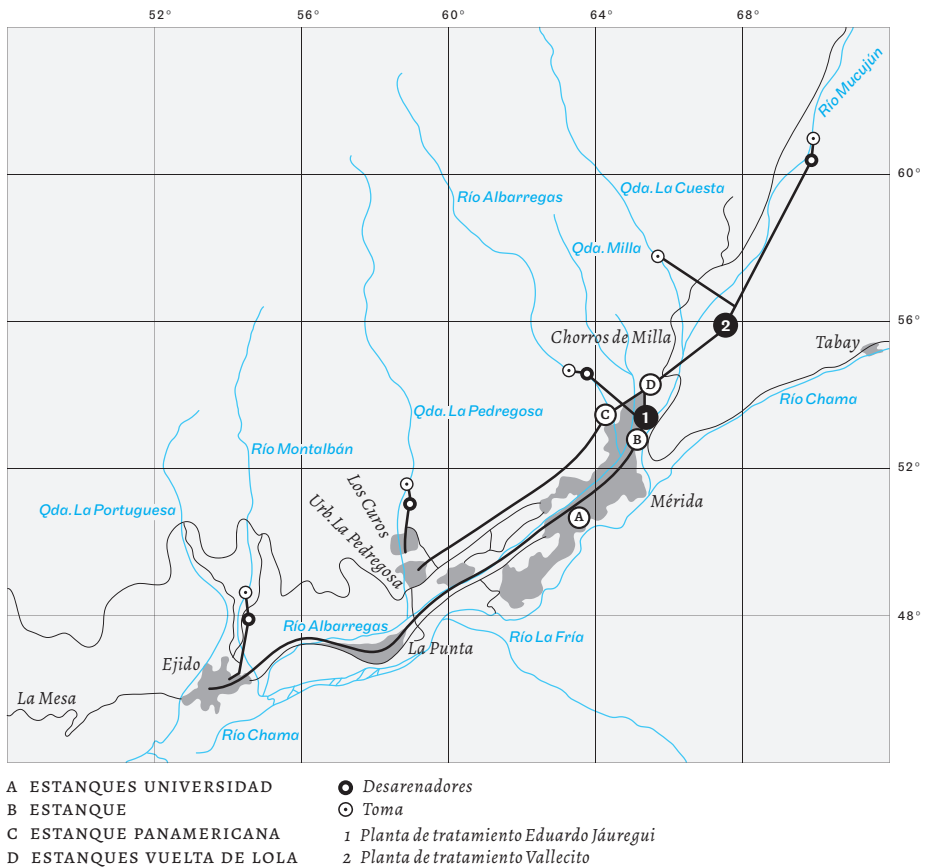 52°
56°
60°
64°
68°
Río Mucujún
60°
Qda. La Cuesta
Río Albarregas
Qda. Milla
56°
Chorros de Milla
2
Tabay
D
Río Chama
C
Qda. La Pedregosa
1
B
Río Montalbán
52°
Los Curos
Mérida
Qda. La Portuguesa
Urb. La Pedregosa
A
48°
Río Albarregas
Río La Fría
La Punta
Ejido
La Mesa
Río Chama
A ESTANQUES UNIVERSIDAD
B ESTANQUE
C ESTANQUE PANAMERICANA
D ESTANQUES VUELTA DE LOLA
Desarenadores
Toma
1 Planta de tratamiento Eduardo Jáuregui
2 Planta de tratamiento Vallecito